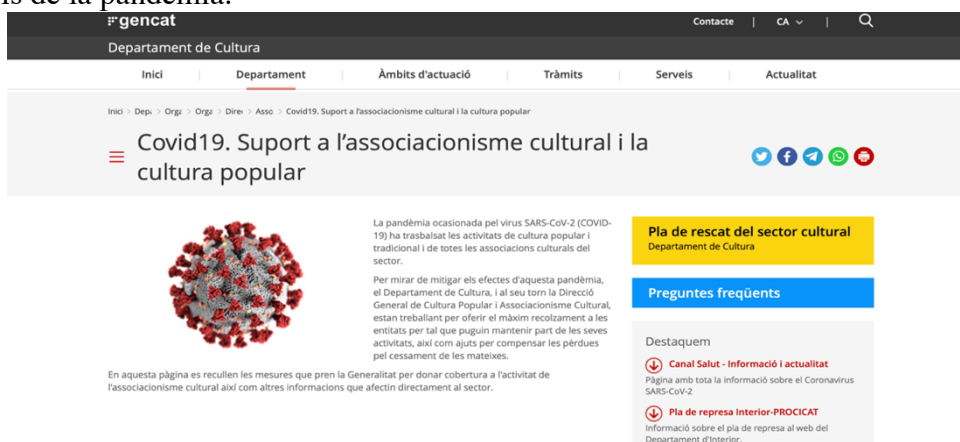 is de la pandèmia.
gencat
Contacte | CA |
Departament de Cultura
Inici
Departament
Àmbits d'actuació
Tràmits
Serveis
Actualitat
Inici > Depa > Orga > Orga > Direc > Asso > Covid19. Suport a l'associacionisme cultural i la cultura popular
Covid19. Suport a l'associacionisme cultural i la
cultura popular
La pandèmia ocasionada pel virus SARS-CoV-2 (COVID-
19) ha trasbalsat les activitats de cultura popular i
tradicional i de totes les associacions culturals del
sector.
Per mirar de mitigar els efectes d'aquesta pandèmia,
el Departament de Cultura, i al seu torn la Direcció
General de Cultura Popular i Associacionisme Cultural,
estan treballant per oferir el màxim recolzament a les
entitats per tal que puguin mantenir part de les seves
activitats, així com ajuts per compensar les pèrdues
pel cessament de les mateixes.
En aquesta pàgina es recullen les mesures que pren la Generalitat per donar cobertura a l'activitat de
l'associacionisme cultural així com altres informacions que afectin directament al sector.
Pla de rescat del sector cultural
Departament de Cultura
Preguntes freqüents
Destaquem
Canal Salut - Informació i actualitat
Pàgina amb tota la informació sobre el Coronavirus
SARS-CoV-2
Pla de represa Interior-PROCICAT
Informació sobre el pla de represa al web del
Departament d'Interior.